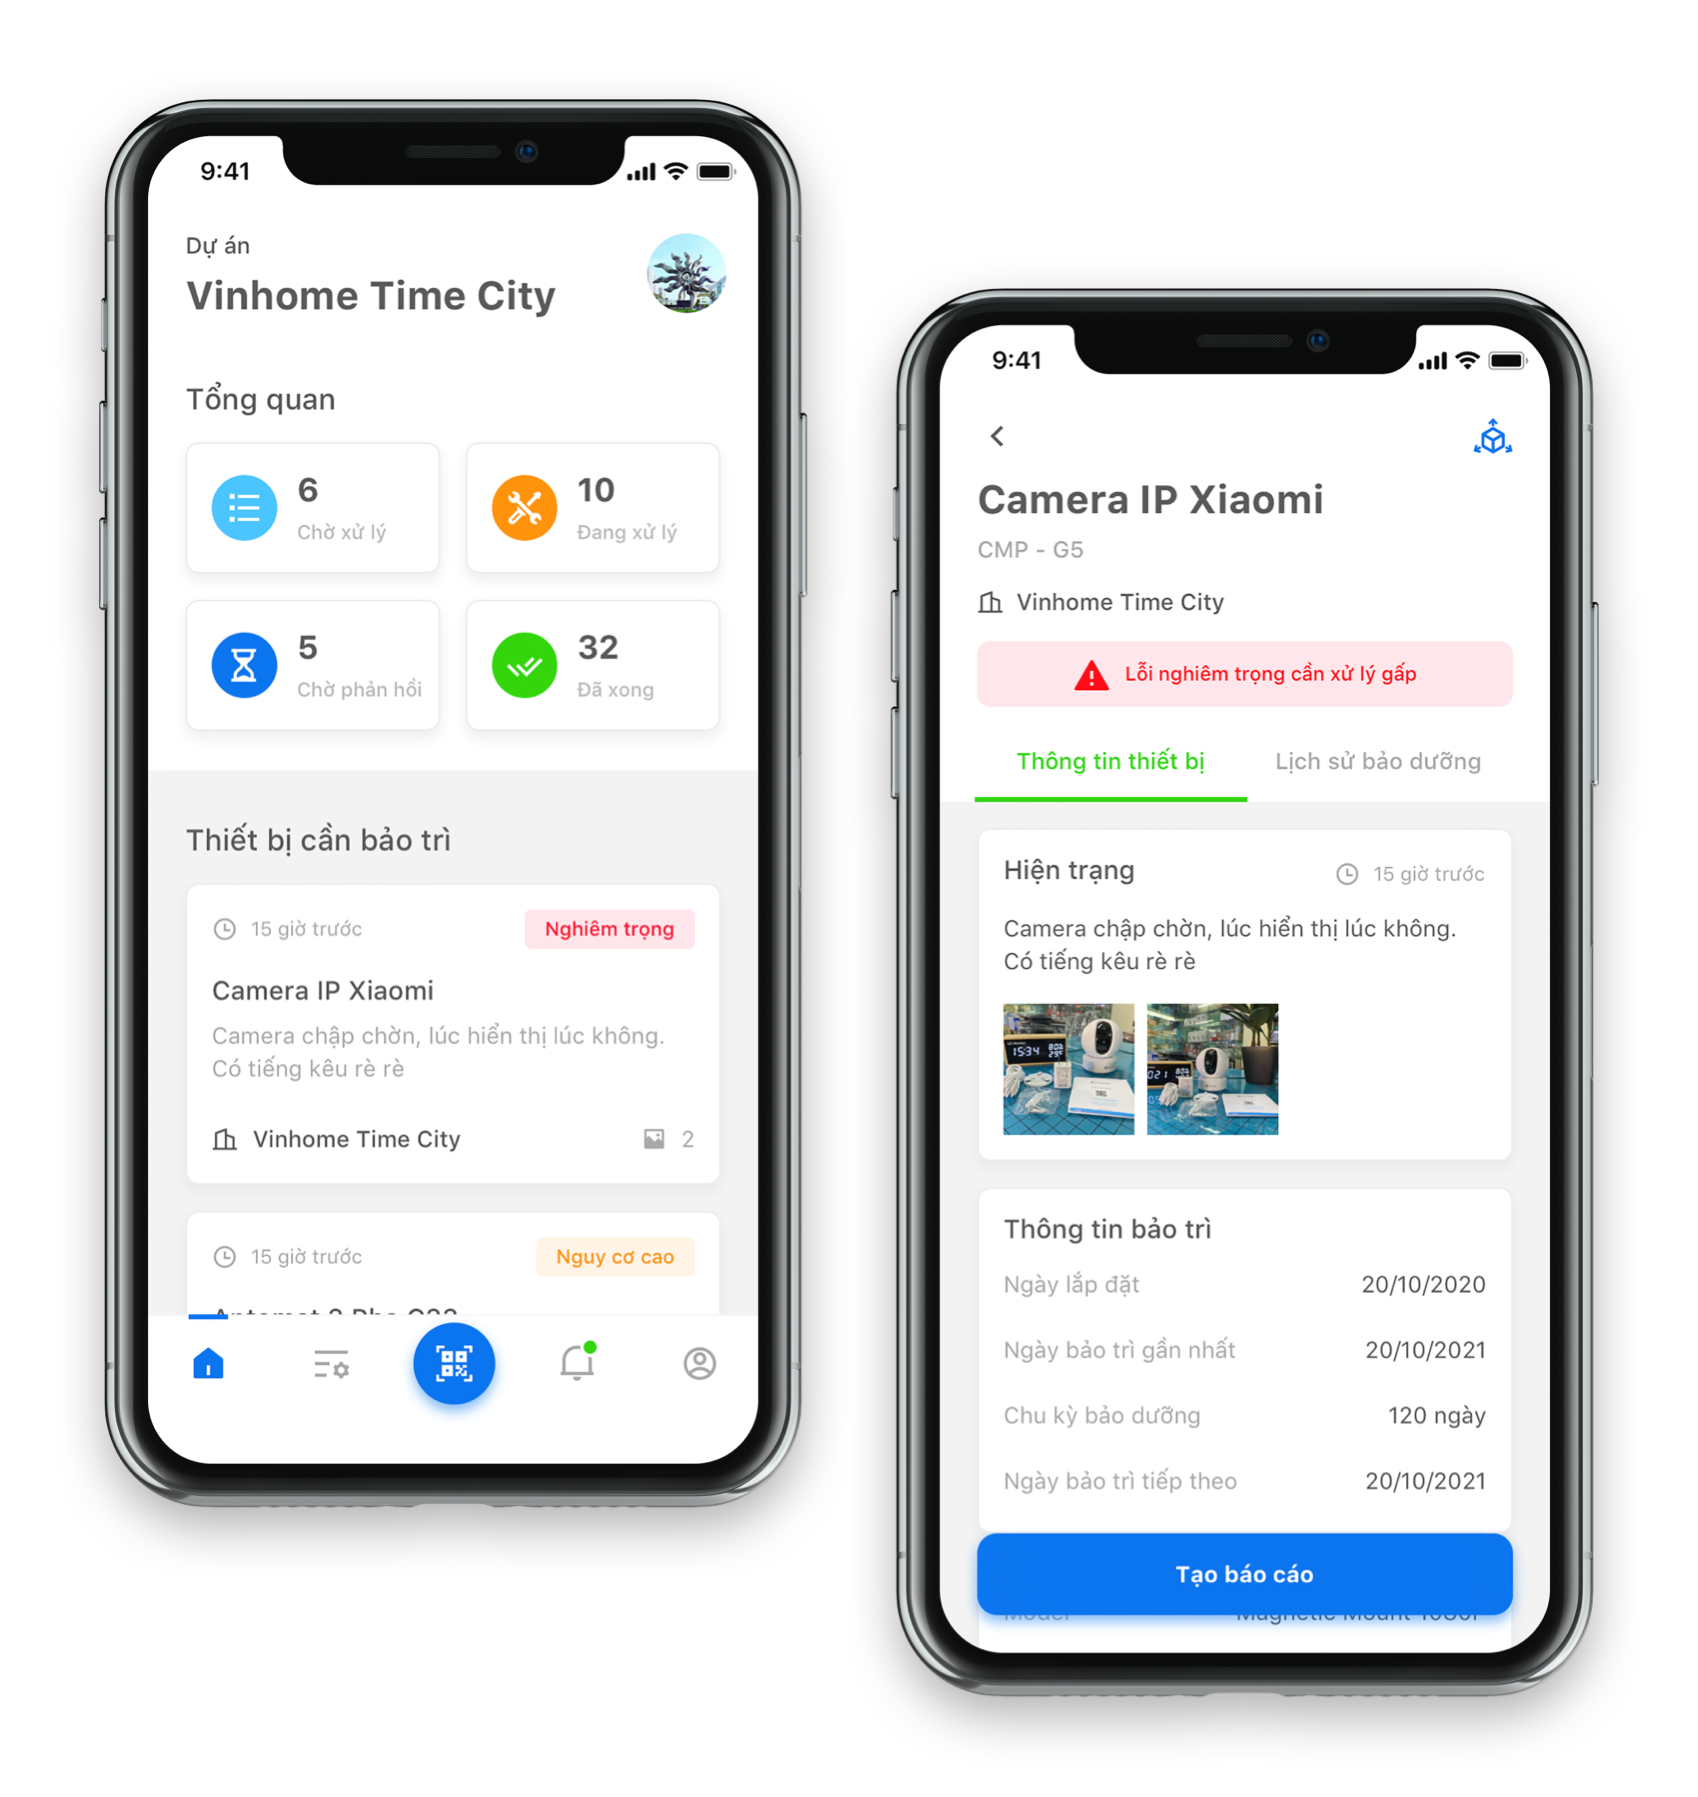 9:41
Dự án
Vinhome Time City
Tổng quan
6
Chờ xử lý
10
Đang xử lý
5
Chờ phản hồi
32
Đã xong
Thiết bị cần bảo trì
15 giờ trước
Nghiêm trọng
Camera IP Xiaomi
Camera chập chờn, lúc hiển thị lúc không.
Có tiếng kêu rè rè
Vinhome Time City
2
15 giờ trước
Nguy cơ cao
9:41
Camera IP Xiaomi
CMP - G5
Vinhome Time City
Lỗi nghiêm trọng cần xử lý gấp
Thông tin thiết bị
Lịch sử bảo dưỡng
Hiện trạng
15 giờ trước
Camera chập chờn, lúc hiển thị lúc không.
Có tiếng kêu rè rè
15:34
Thông tin bảo trì
Ngày lắp đặt
20/10/2020
Ngày bảo trì gần nhất
20/10/2021
Chu kỳ bảo dưỡng
120 ngày
Ngày bảo trì tiếp theo
20/10/2021
Tạo báo cáo
Model
Magnetic Mount